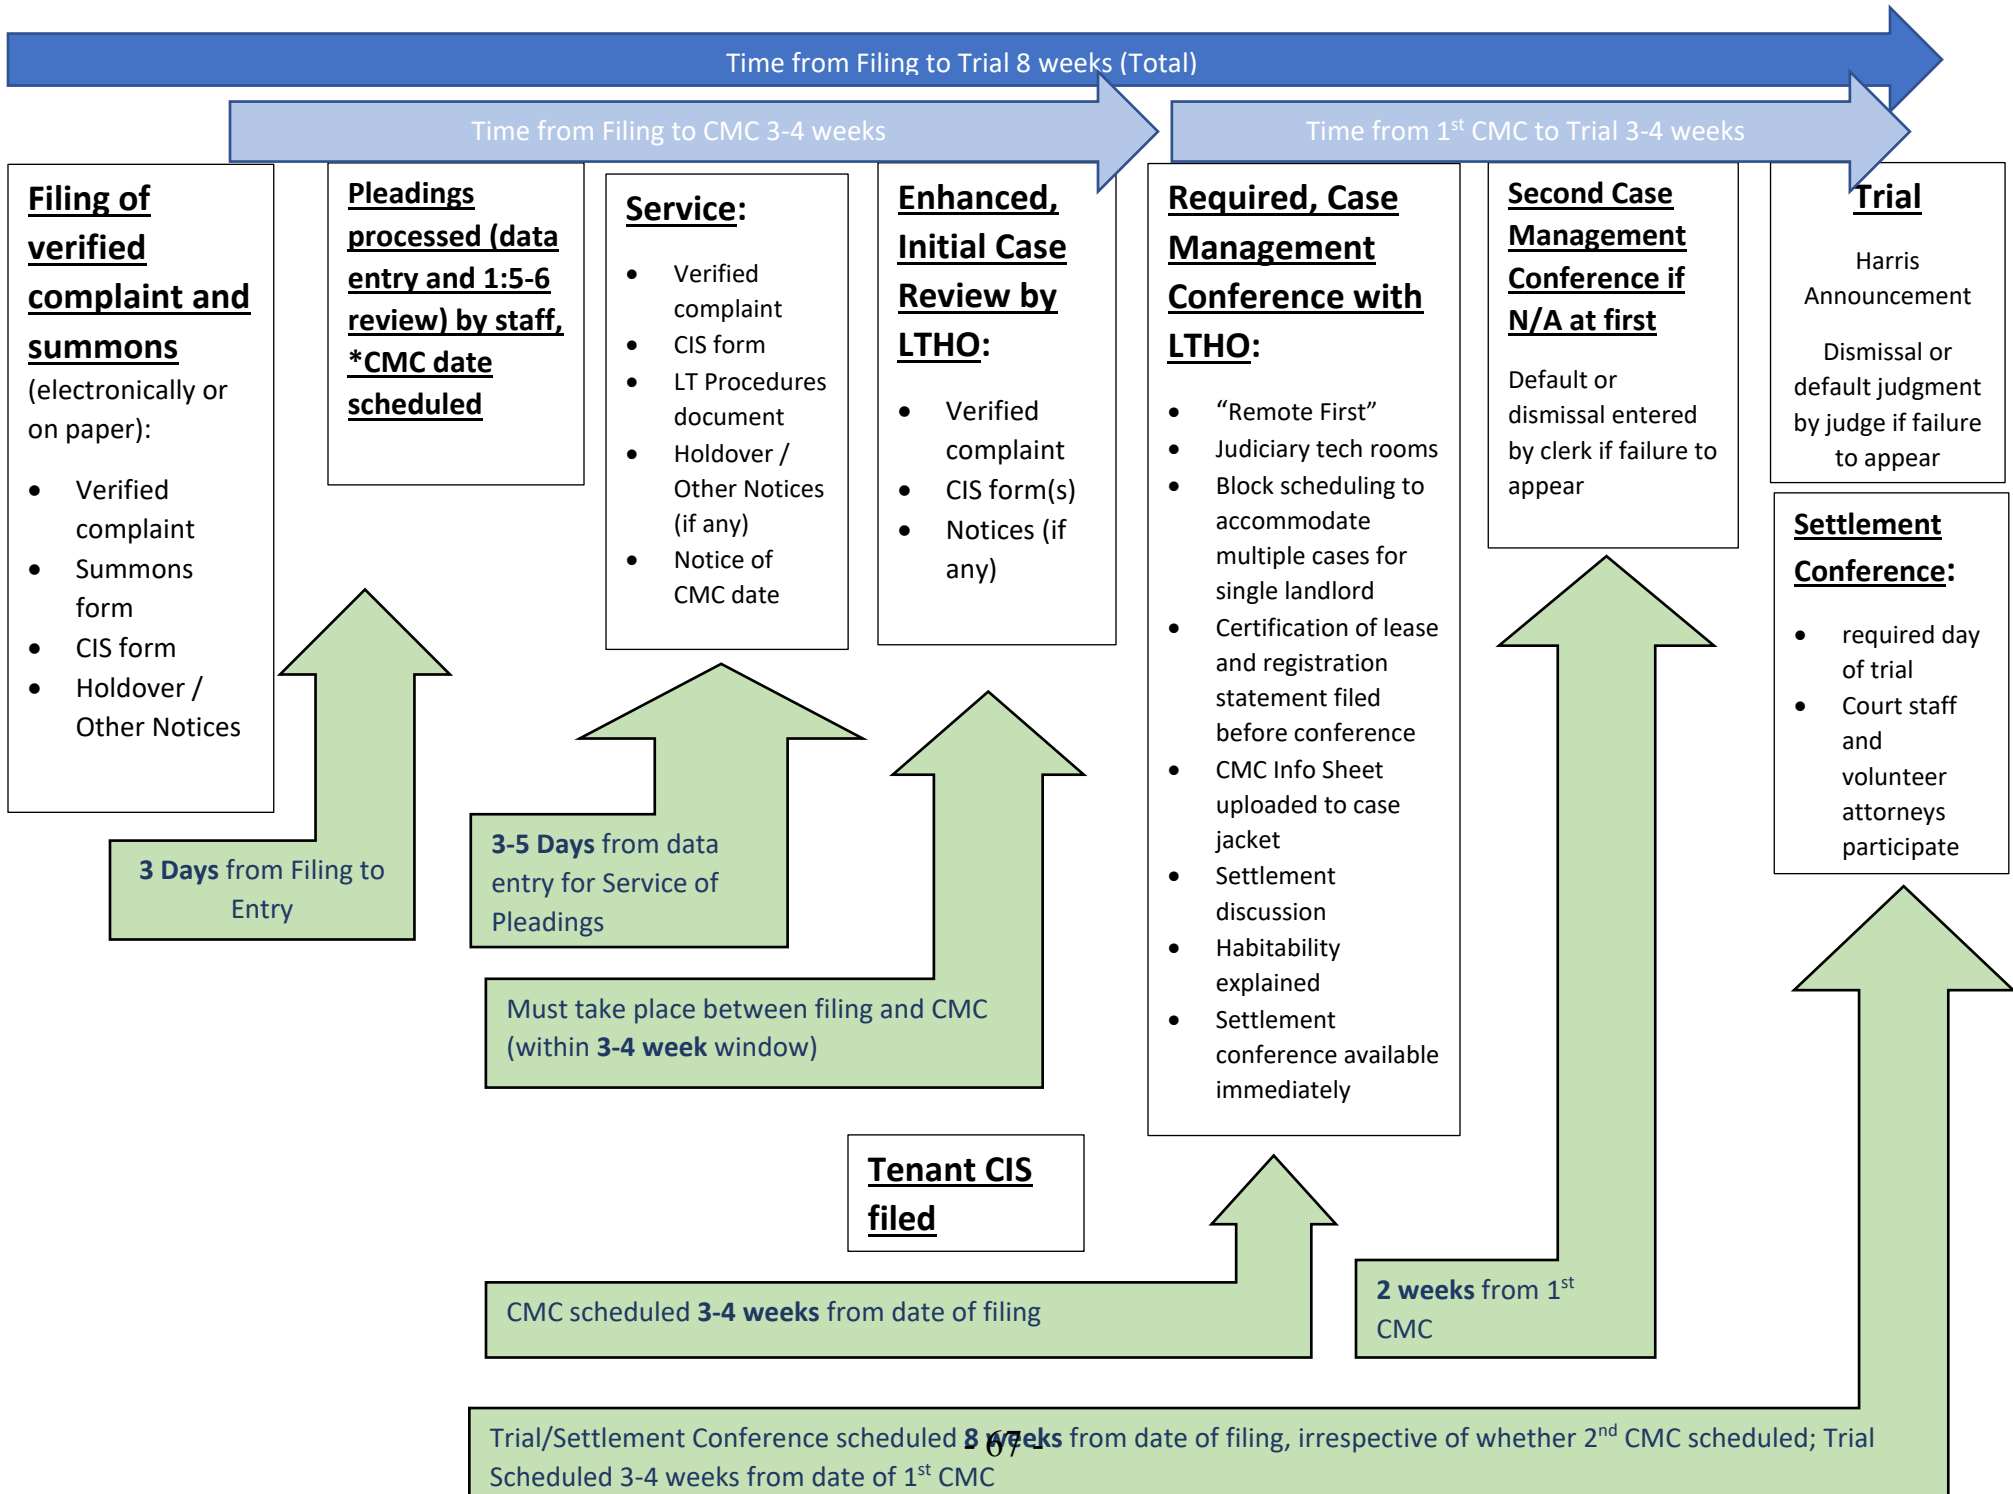 Time from Filing to Trial 8 weeks (Total)
Time from Filing to CMC 3-4 weeks
Time from 1st CMC to Trial 3-4 weeks
Filing of
verified
complaint and
summons
(electronically or
on paper):
• Verified
complaint
• Summons
form
• CIS form
• Holdover /
Other Notices
Pleadings
processed (data
entry and 1:5-6
review) by staff,
*CMC date
scheduled
Service:
• Verified
complaint
• CIS form
• LT Procedures
document
• Holdover /
Other Notices
(if any)
• Notice of
CMC date
Enhanced,
Initial Case
Review by
LTHO:
• Verified
complaint
• CIS form(s)
• Notices (if
any)
Required, Case
Management
Conference with
LTHO:
• “Remote First”
• Judiciary tech rooms
• Block scheduling to
accommodate
multiple cases for
single landlord
• Certification of lease
and registration
statement filed
before conference
• CMC Info Sheet
uploaded to case
jacket
• Settlement
discussion
• Habitability
explained
• Settlement
conference available
immediately
Second Case
Management
Conference if
N/A at first
Default or
dismissal entered
by clerk if failure to
appear
Trial
Harris
Announcement
Dismissal or
default judgment
by judge if failure
to appear
Settlement
Conference:
• required day
of trial
• Court staff
and
volunteer
attorneys
participate
3 Days from Filing to
Entry
3-5 Days from data
entry for Service of
Pleadings
Must take place between filing and CMC
(within 3-4 week window)
Tenant CIS
filed
CMC scheduled 3-4 weeks from date of filing
2 weeks from 1st
CMC
Trial/Settlement Conference scheduled 8 weeks from date of filing, irrespective of whether 2nd CMC scheduled; Trial
Scheduled 3-4 weeks from date of 1st CMC
- 67 -